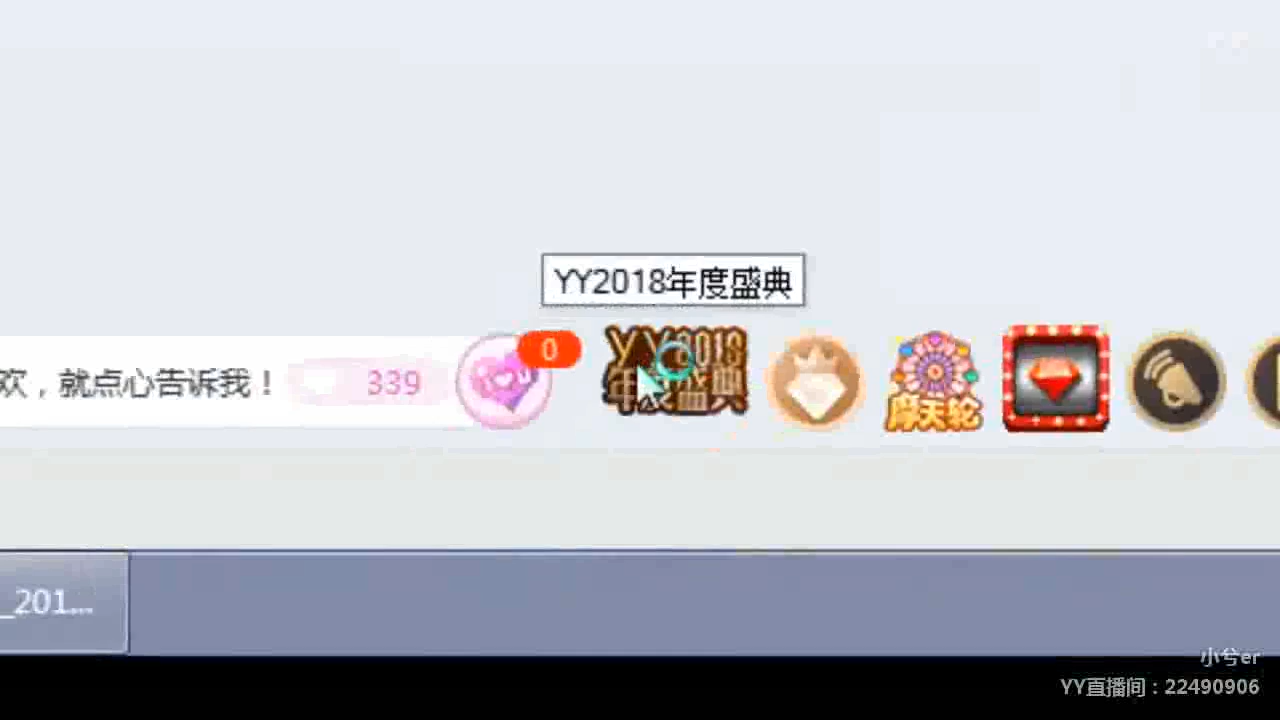 YY2018年度盛典
欢，就点心告诉我！ 339
0
YY2018
年度盛典
摩天轮
_201...
小兮er
YY直播间：22490906